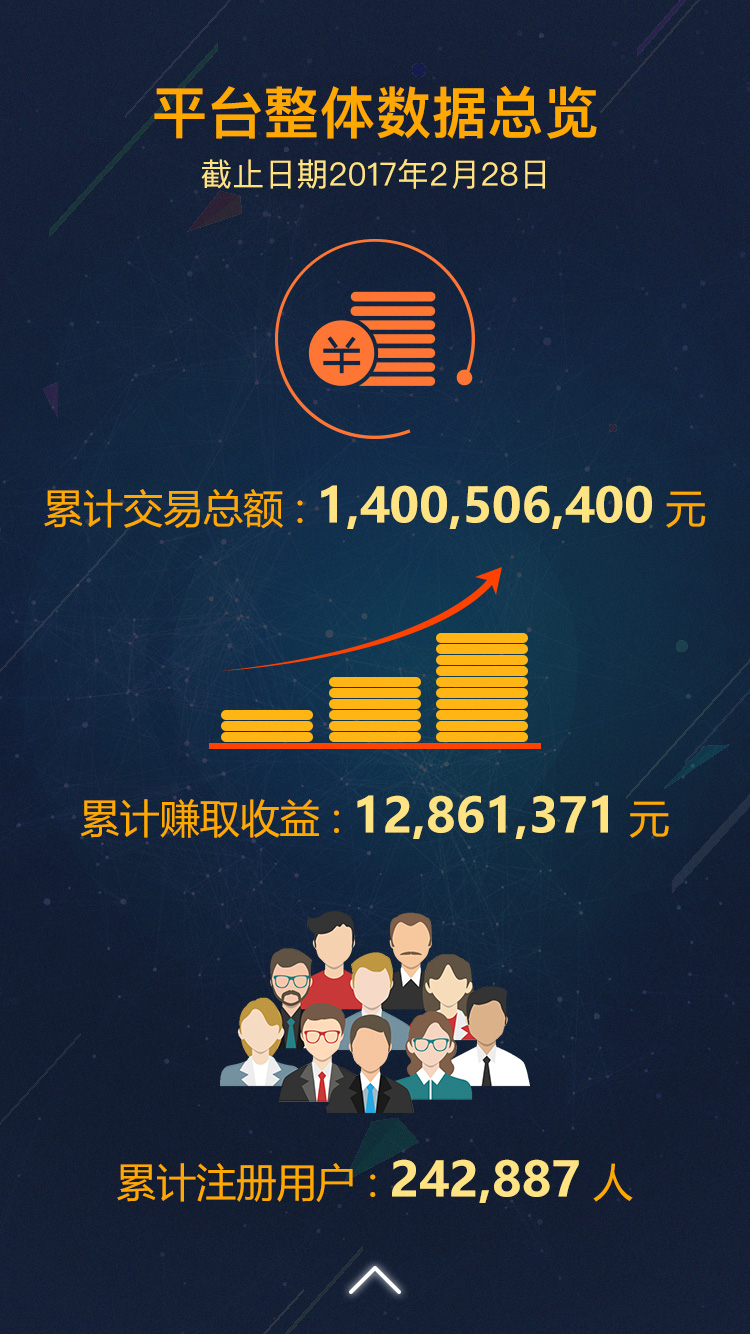 平台整体数据总览
截止日期2017年2月28日
累计交易总额：1,400,506,400 元
累计赚取收益：12,861,371 元
累计注册用户：242,887 人